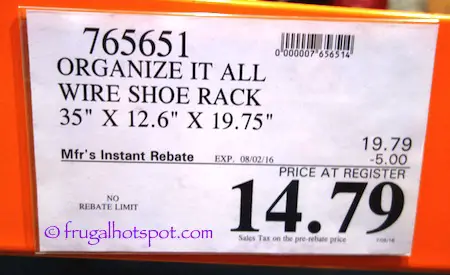 765651
0000007656514
ORGANIZE IT ALL
WIRE SHOE RACK
35" X 12.6" X 19.75"
19.79
Mfr's Instant Rebate EXP. 08/02/16 -5.00
PRICE AT REGISTER
NO
REBATE LIMIT
14.79
Sales Tax on the pre-rebate price
© frugalhotspot.com